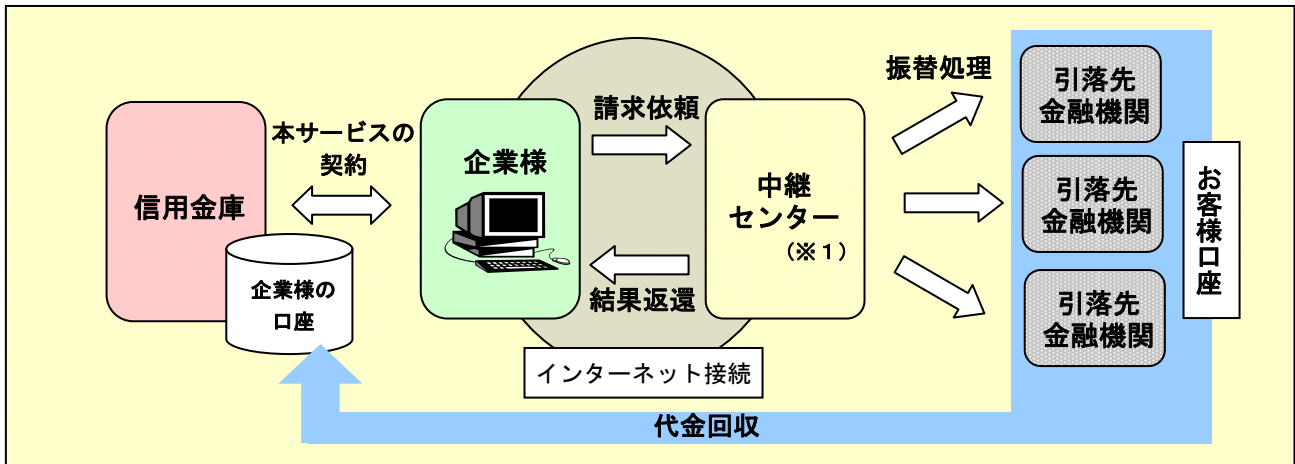 信用金庫
企業様の
口座
本サービスの
契約
企業様
請求依頼
結果返還
インターネット接続
中継
センター
(※1)
振替処理
引落先
金融機関
引落先
金融機関
引落先
金融機関
お客様口座
代金回収